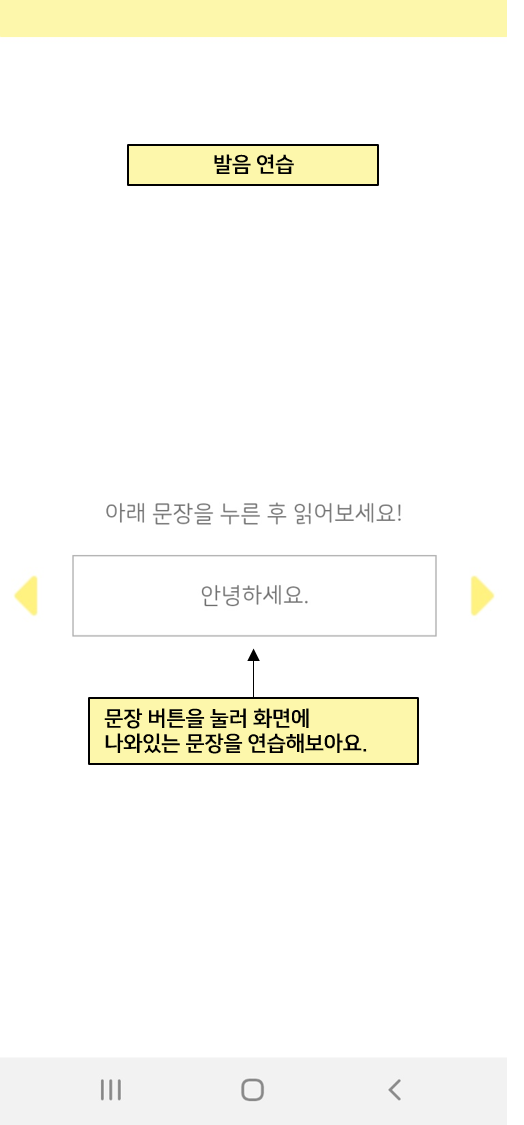 발음 연습
아래 문장을 누른 후 읽어보세요!
안녕하세요.
문장 버튼을 눌러 화면에
나와있는 문장을 연습해보아요.